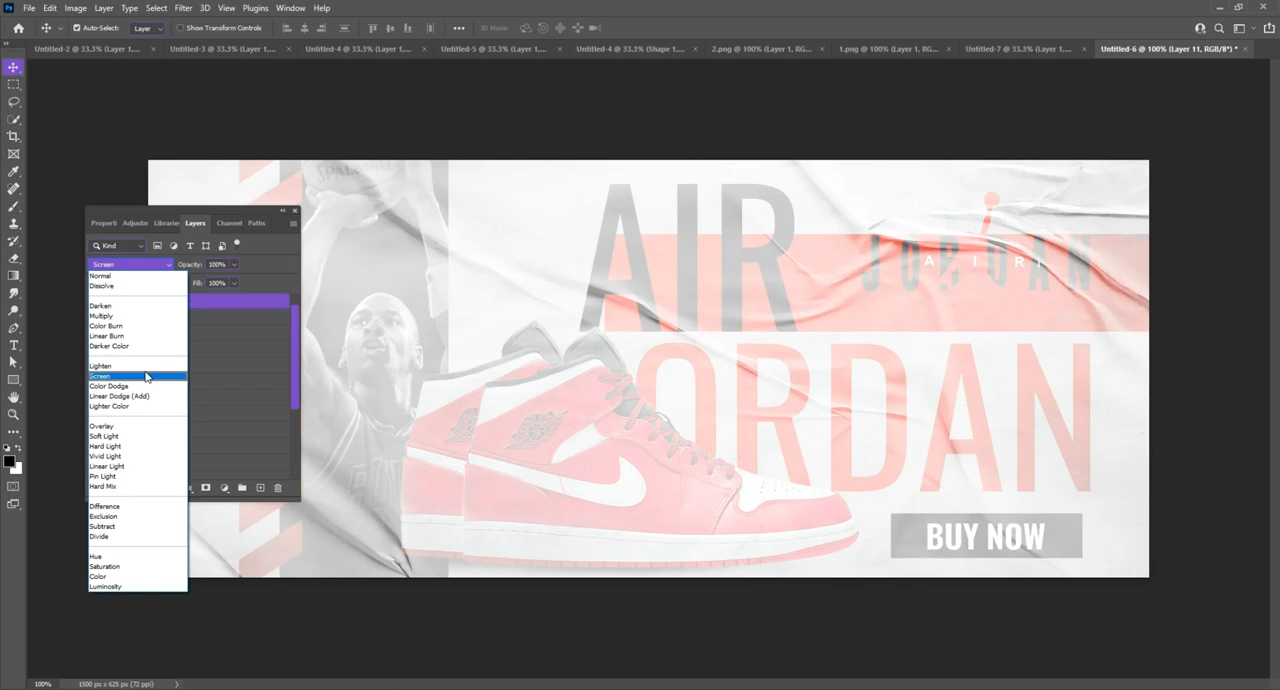 File Edit Image Layer Type Select Filter 3D View Plugins Window Help
Auto-Select: Layer Show Transform Controls 3D Mode:
Untitled-2 @ 33.3% (Layer 1,... Untitled-3 @ 33.3% (Layer 1,... Untitled-4 @ 33.3% (Layer 1,... Untitled-5 @ 33.3% (Layer 1,... Untitled-4 @ 33.3% (Shape 1,... 2.png @ 100% (Layer 1, RG... 1.png @ 100% (Layer 1, RG... Untitled-7 @ 33.3% (Layer 1,... Untitled-6 @ 100% (Layer 11, RGB/8*) *
Properti Adjustm Librarie Layers Channel Paths
Kind
Screen Opacity: 100%
Normal Fill: 100%
Dissolve
Darken
Multiply
Color Burn
Linear Burn
Darker Color
Lighten
Screen
Color Dodge
Linear Dodge (Add)
Lighter Color
Overlay
Soft Light
Hard Light
Vivid Light
Linear Light
Pin Light
Hard Mix
Difference
Exclusion
Subtract
Divide
Hue
Saturation
Color
Luminosity
AIR
JORDAN
A I R
JORDAN
BUY NOW
100% 1500 px x 625 px (72 ppi)